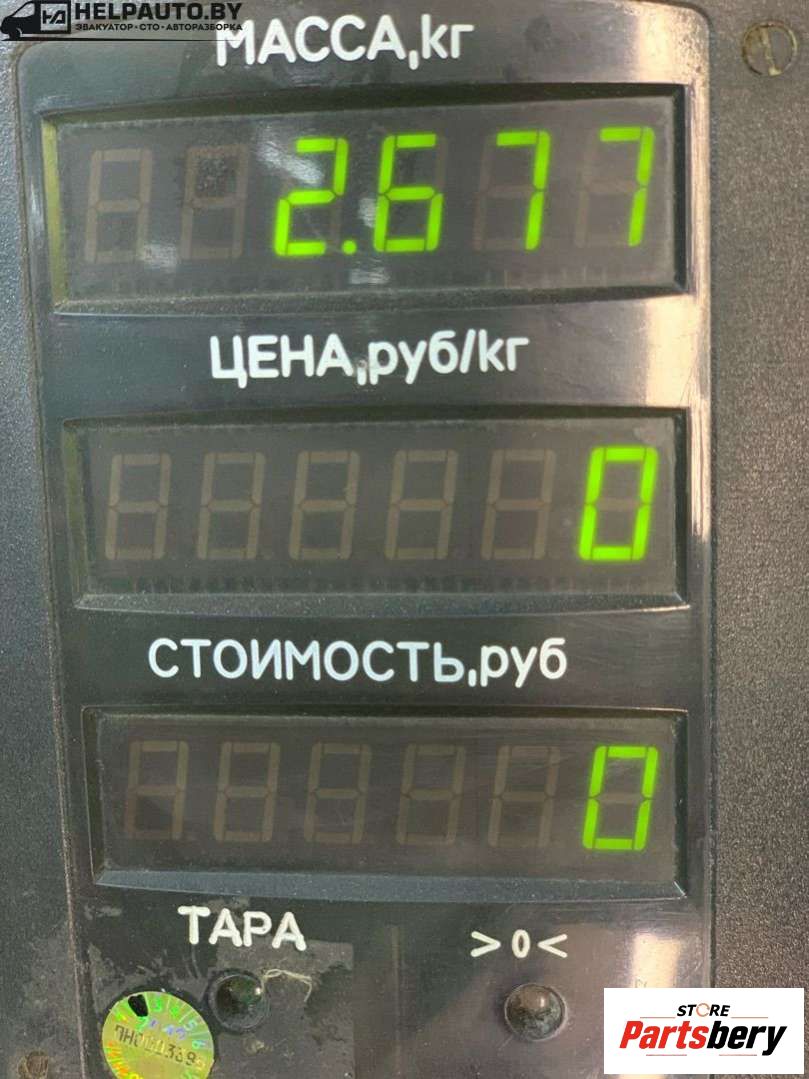 HELPAUTO.BY
ЭВАКУАТОР•СТО•АВТОРАЗБОРКА
МАССА,кг
2.677
ЦЕНА,руб/кг
0
СТОИМОСТЬ,руб
0
ТАРА
>0<
STORE
Partsbery